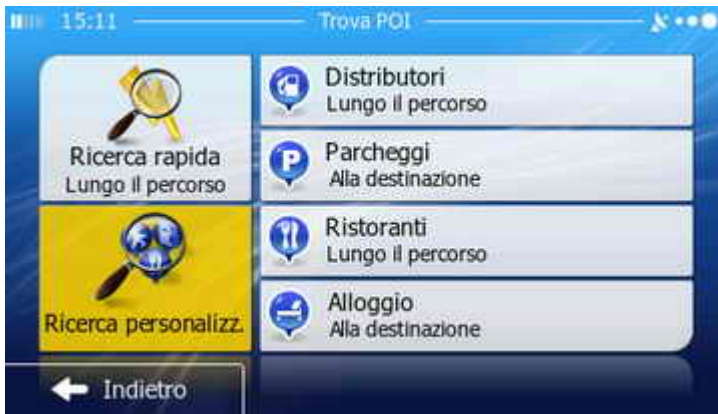 15:11 Trova POI
Ricerca rapida
Lungo il percorso
Ricerca personalizz.
Distributori
Lungo il percorso
P
Parcheggi
Alla destinazione
Ristoranti
Lungo il percorso
Alloggio
Alla destinazione
Indietro